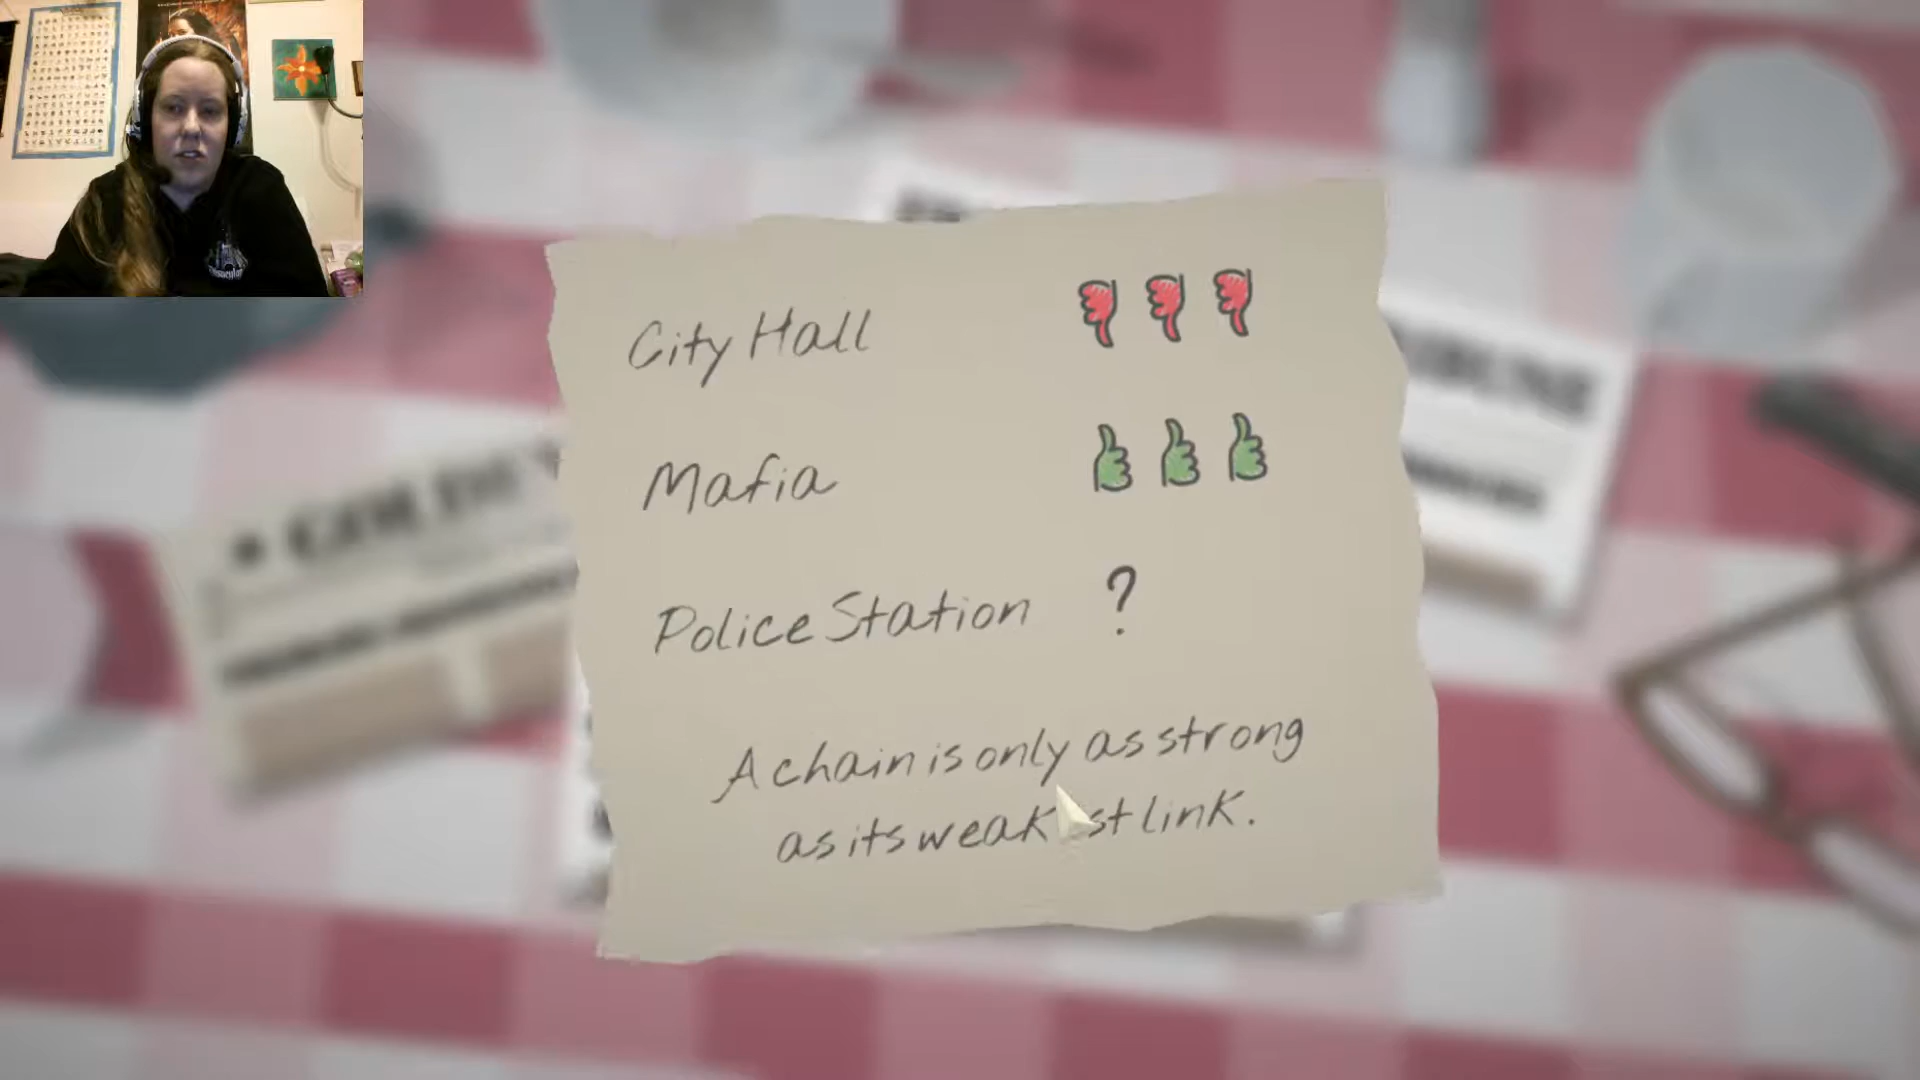 City Hall
Mafia
Police Station ?
A chain is only as strong
as its weakest link.